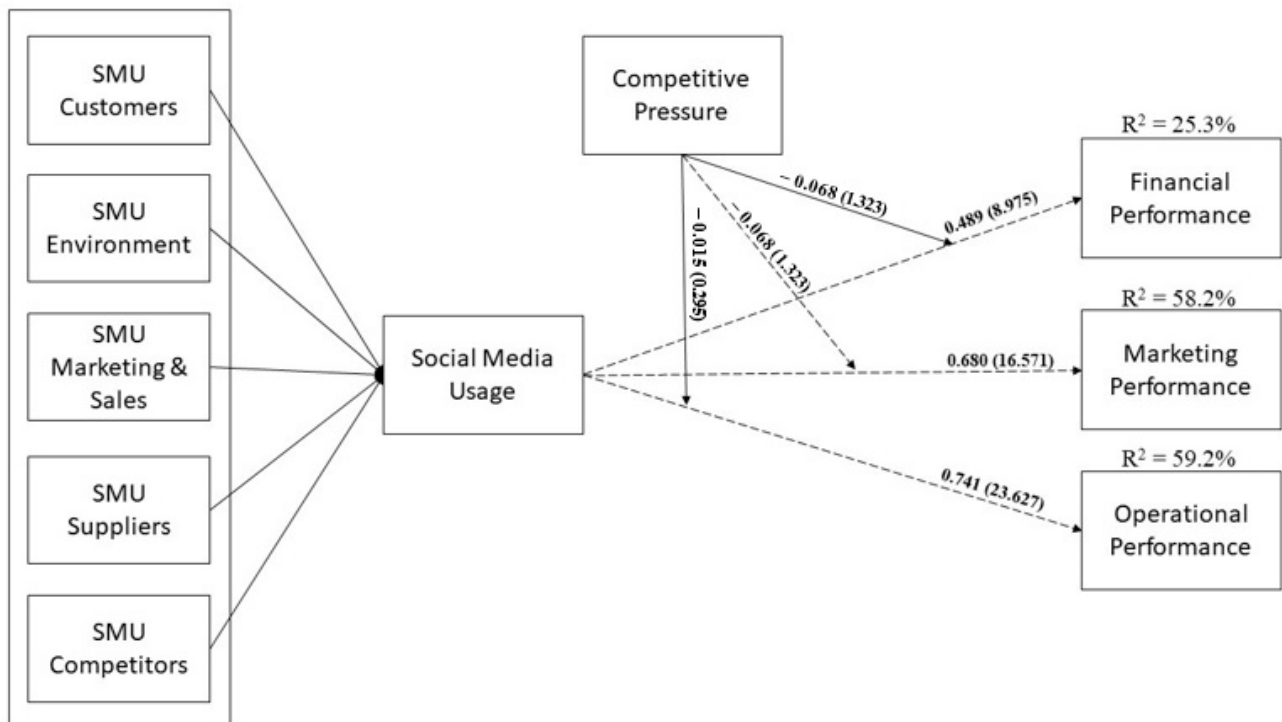 SMU
Customers
SMU
Environment
SMU
Marketing &
Sales
SMU
Suppliers
SMU
Competitors
Social Media
Usage
Competitive
Pressure
– 0.068 (1.323)
– 0.068 (1.323)
– 0.015 (0.295)
0.489 (8.975)
0.680 (16.571)
0.741 (23.627)
R² = 25.3%
Financial
Performance
R² = 58.2%
Marketing
Performance
R² = 59.2%
Operational
Performance